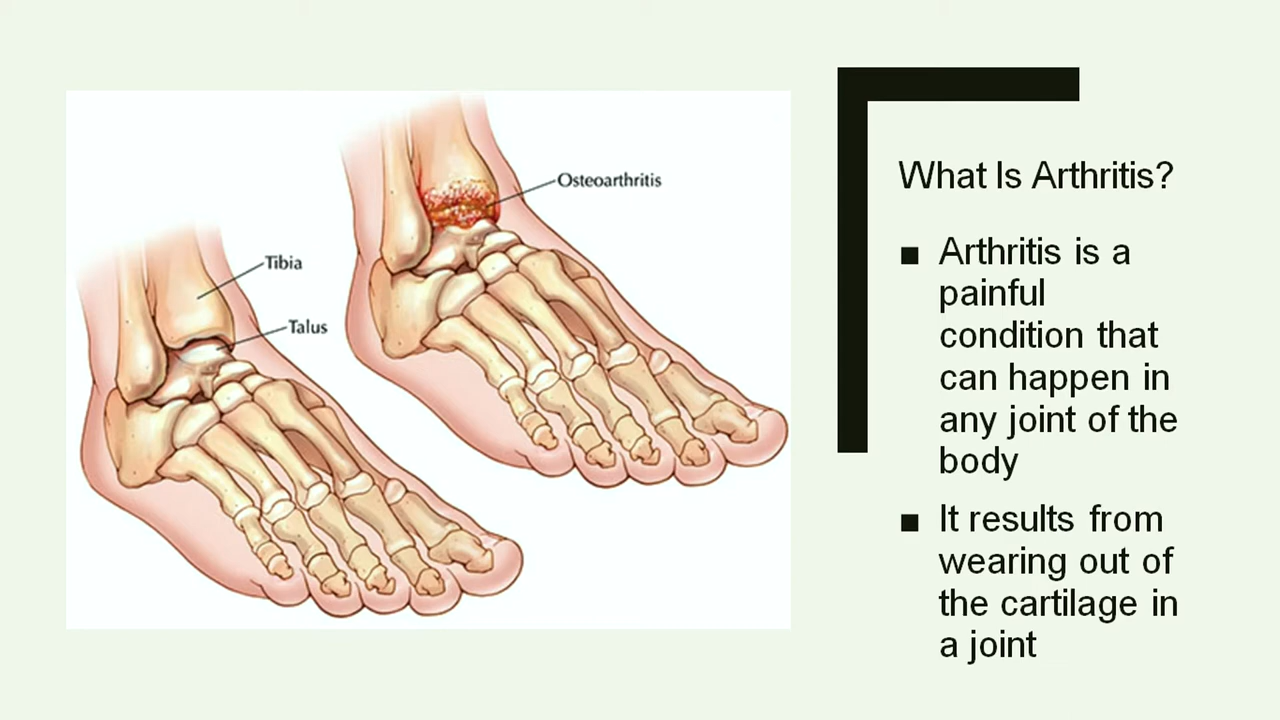 Osteoarthritis
Tibia
Talus
What Is Arthritis?
■ Arthritis is a
painful
condition that
can happen in
any joint of the
body
■ It results from
wearing out of
the cartilage in
a joint